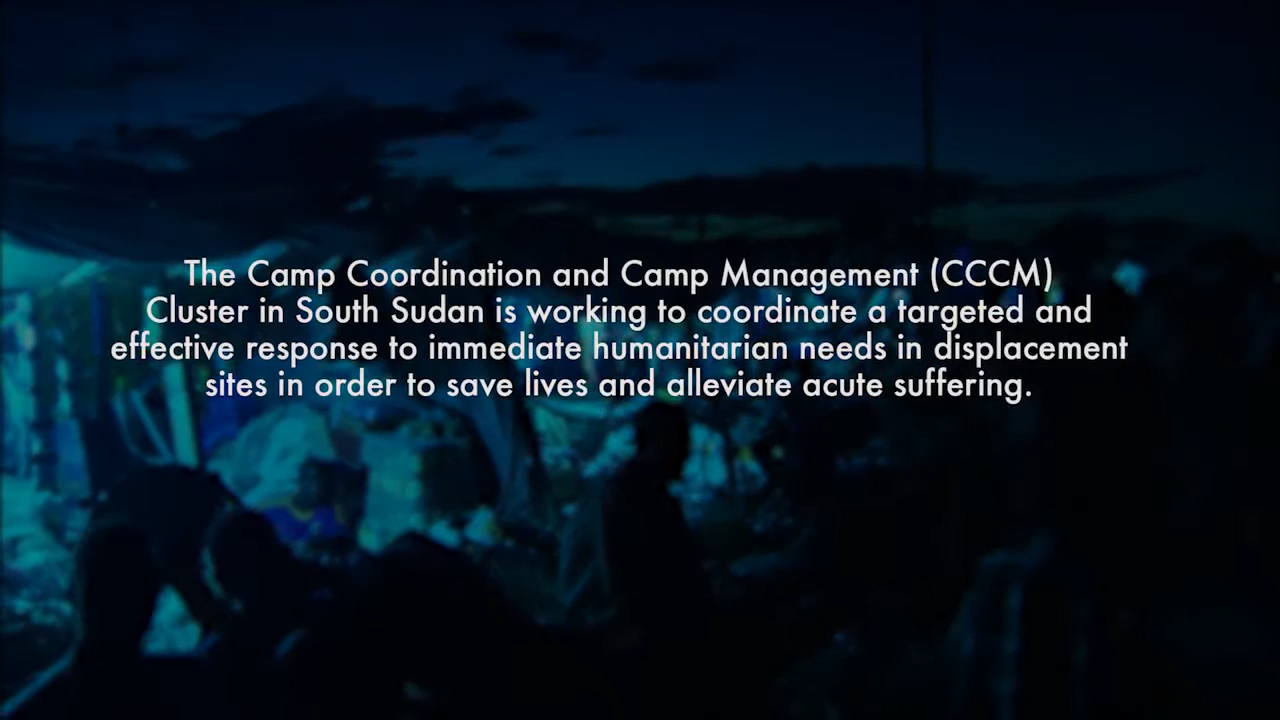 The Camp Coordination and Camp Management (CCCM)
Cluster in South Sudan is working to coordinate a targeted and
effective response to immediate humanitarian needs in displacement
sites in order to save lives and alleviate acute suffering.